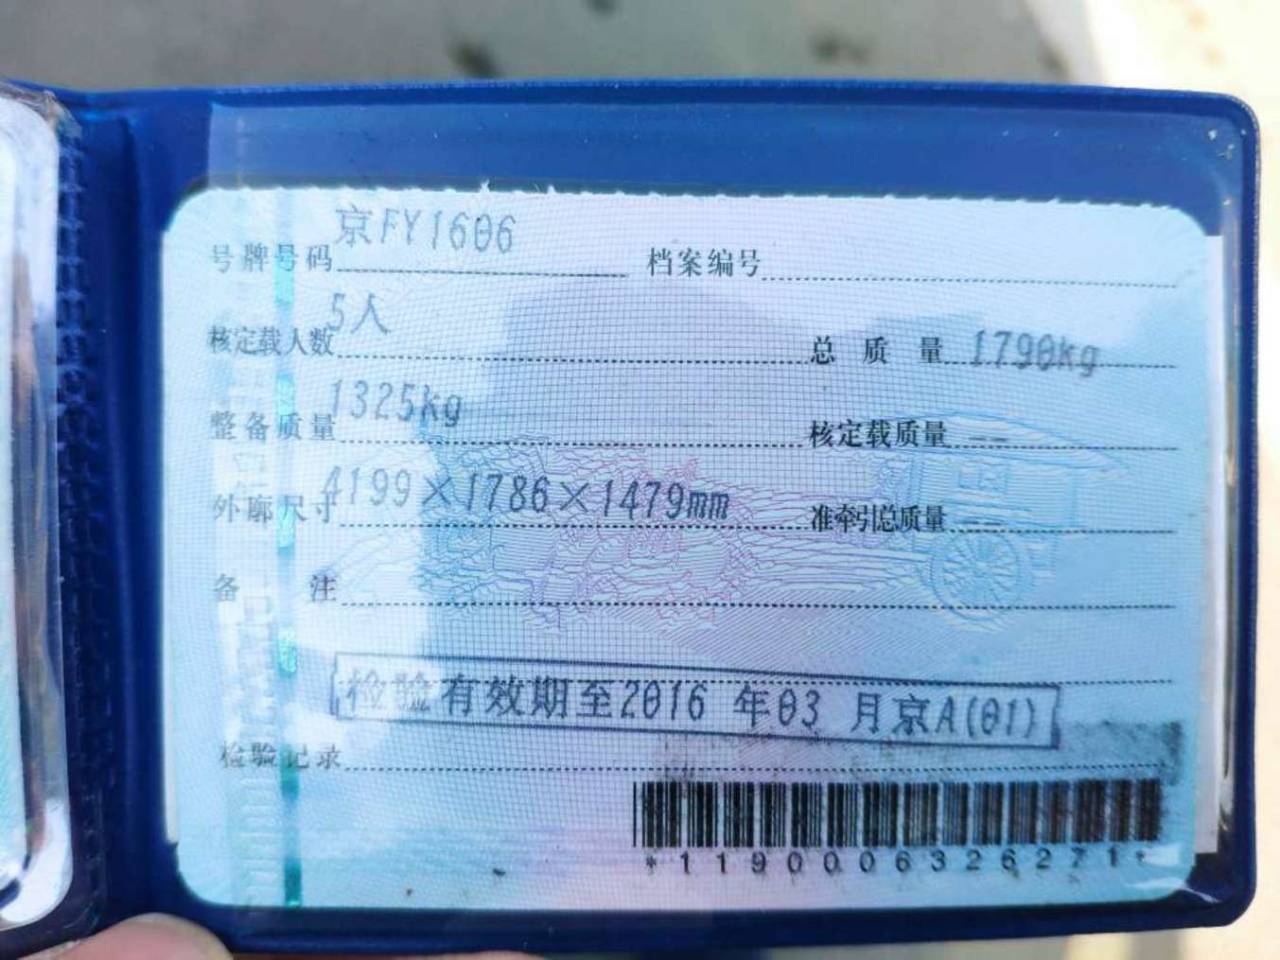 号牌号码 京FY1606 档案编号
核定载人数 5人 总质量 1790kg
整备质量 1325kg 核定载质量 --
外廓尺寸 4199×1786×1479mm 准牵引总质量 --
备注
检验有效期至2016 年03 月京A(01)
检验记录
*1190006326271*